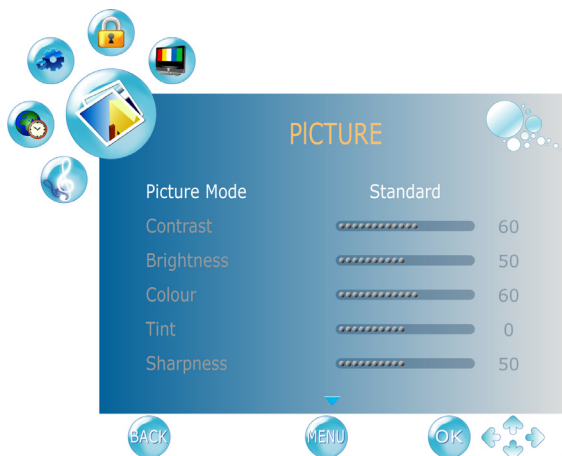 PICTURE
Picture Mode Standard
Contrast 60
Brightness 50
Colour 60
Tint 0
Sharpness 50
BACK MENU OK